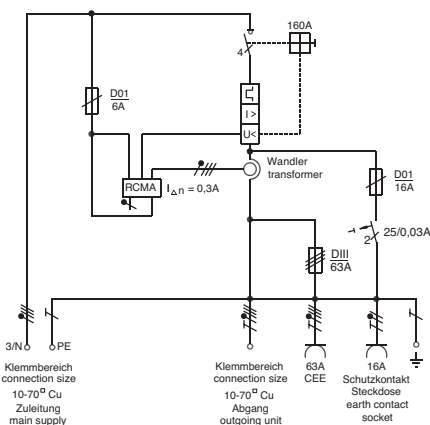 160A
4
D01
6A
I >
U<
Wandler
transformer
RCMA
I△n = 0,3A
D01
16A
2
25/0,03A
DIII
63A
3/N
PE
Klemmbereich
connection size
10-70□ Cu
Zuleitung
main supply
Klemmbereich
connection size
10-70□ Cu
Abgang
outgoing unit
63A
CEE
16A
Schutzkontakt
Steckdose
earth contact
socket